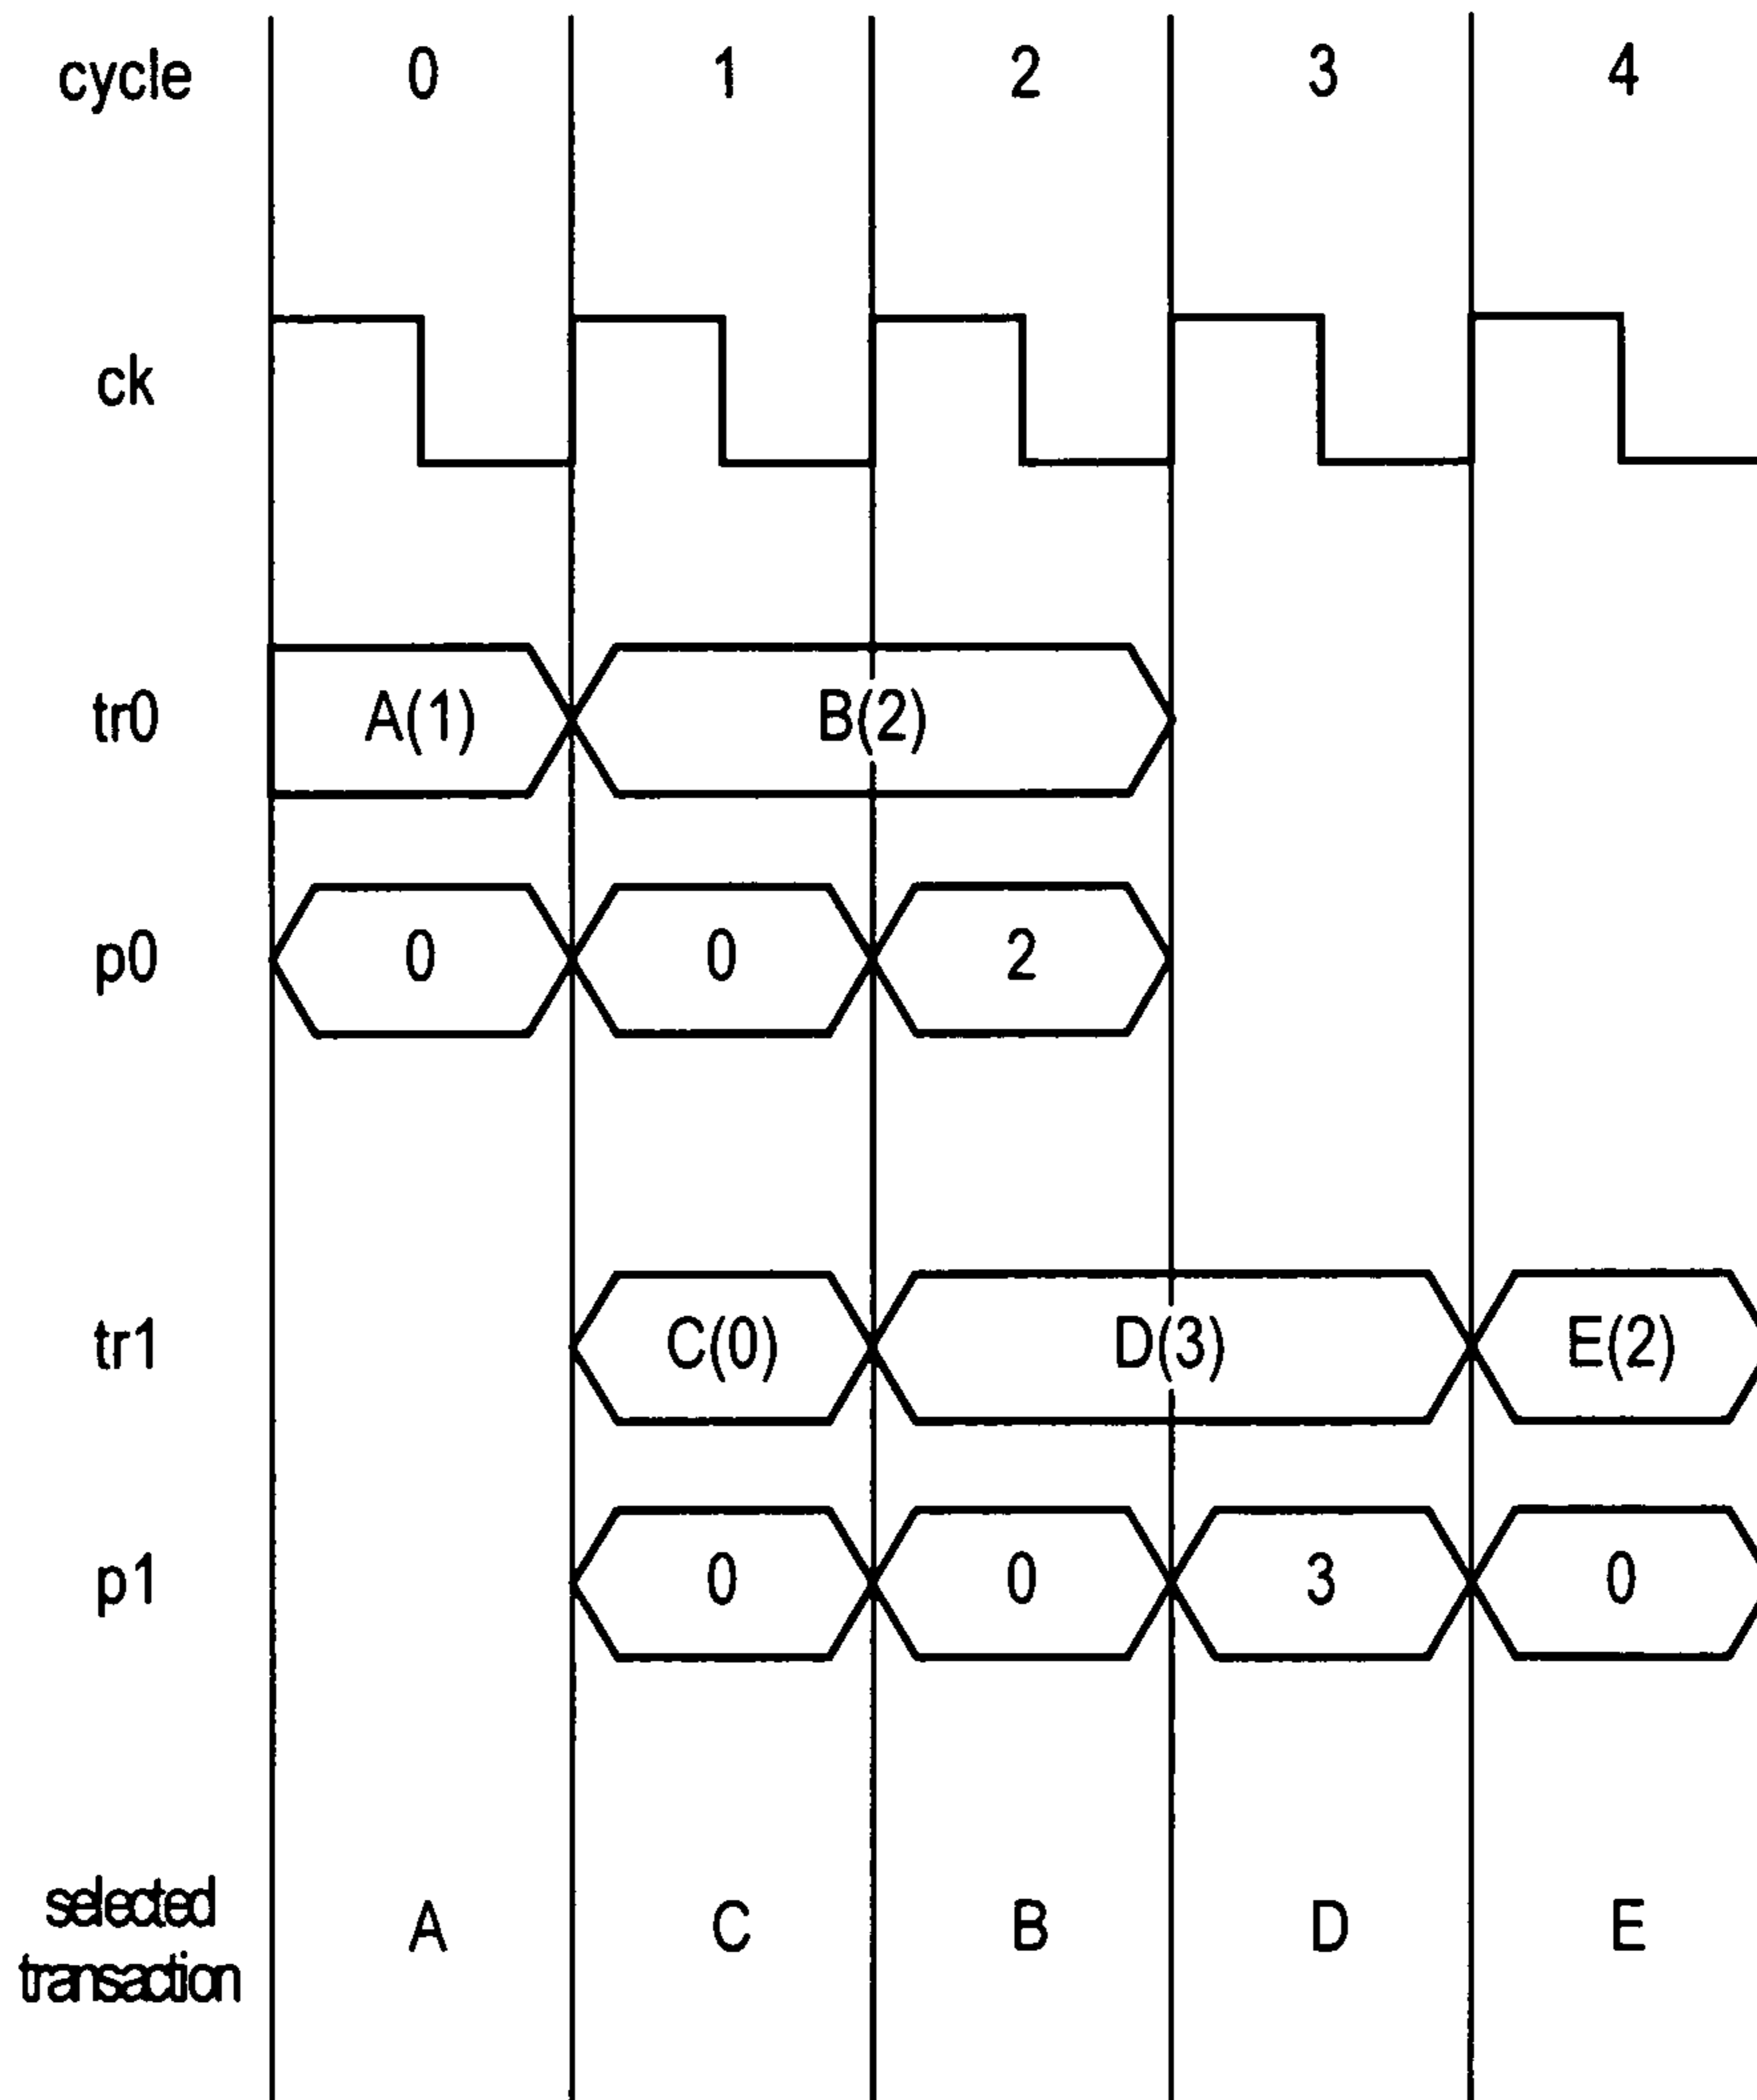 cycle 0 1 2 3 4
ck
tr0 A(1) B(2)
p0 0 0 2
tr1 C(0) D(3) E(2)
p1 0 0 3 0
selected
transaction A C B D E